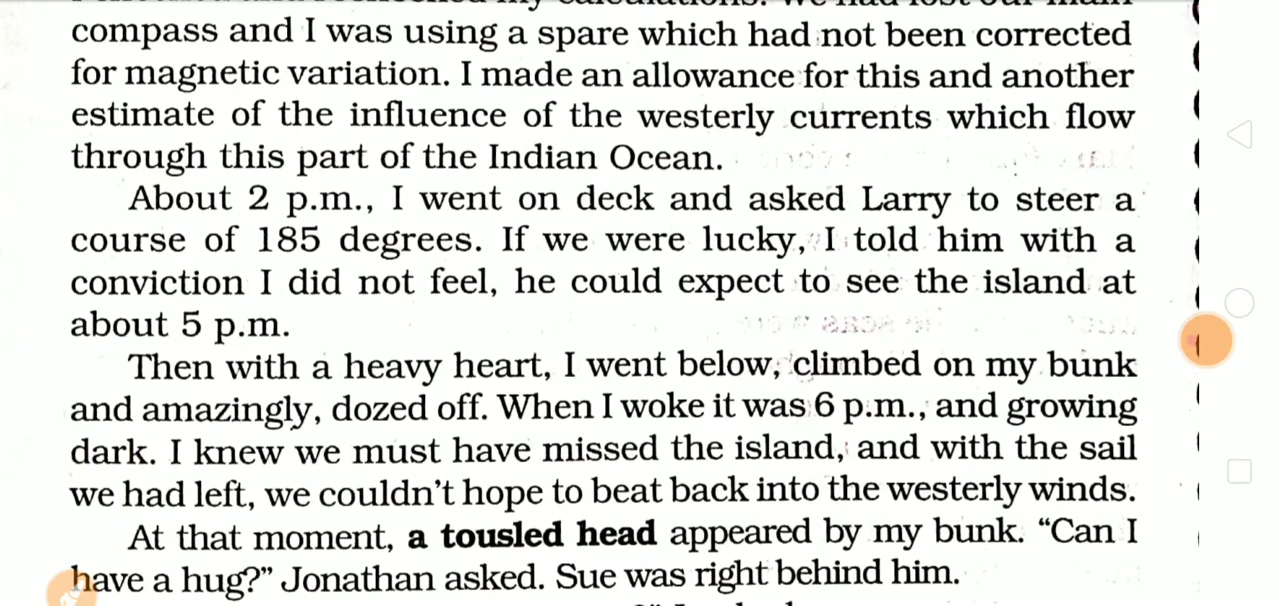 compass and I was using a spare which had not been corrected
for magnetic variation. I made an allowance for this and another
estimate of the influence of the westerly currents which flow
through this part of the Indian Ocean.
About 2 p.m., I went on deck and asked Larry to steer a
course of 185 degrees. If we were lucky, I told him with a
conviction I did not feel, he could expect to see the island at
about 5 p.m.
Then with a heavy heart, I went below, climbed on my bunk
and amazingly, dozed off. When I woke it was 6 p.m., and growing
dark. I knew we must have missed the island, and with the sail
we had left, we couldn't hope to beat back into the westerly winds.
At that moment, a tousled head appeared by my bunk. “Can I
have a hug?” Jonathan asked. Sue was right behind him.